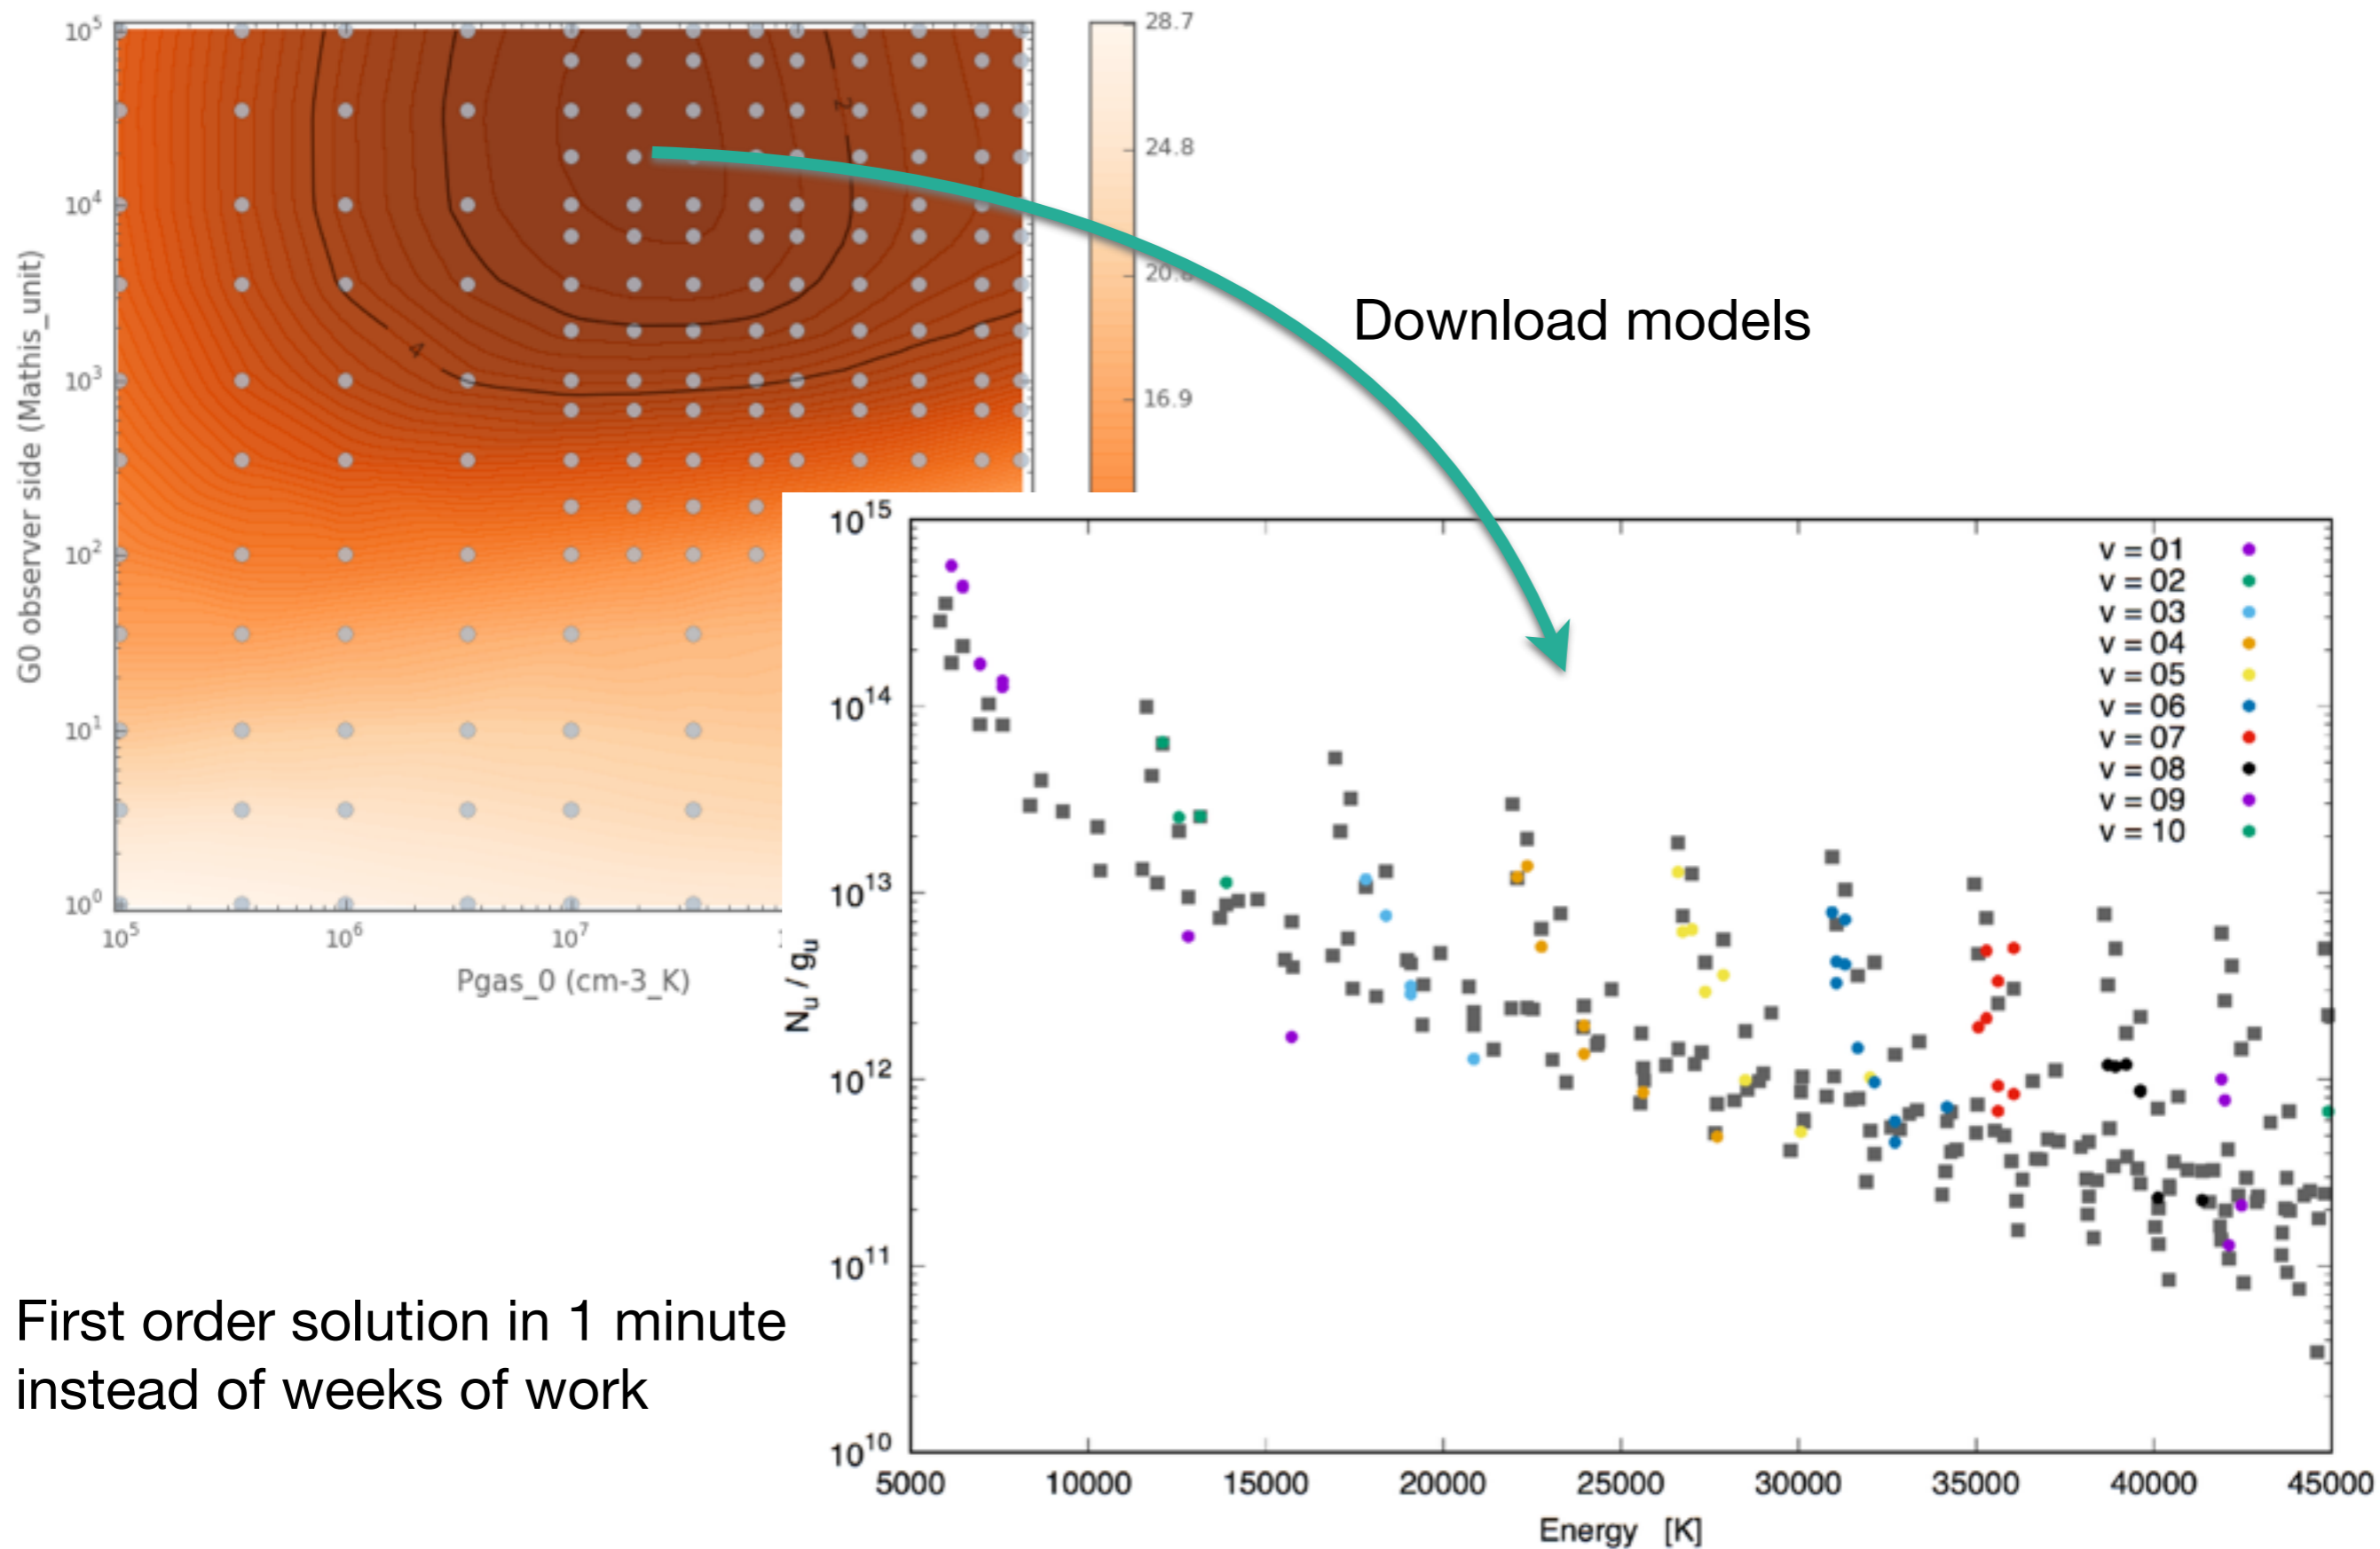 10^5
10^4
10^3
10^2
10^1
10^0
G0 observer side (Mathis_unit)
10^5
10^6
10^7
Pgas_0 (cm-3_K)
2
4
28.7
24.8
16.9
Download models
10^15
10^14
10^13
10^12
10^11
10^10
N_u / g_u
v = 01
v = 02
v = 03
v = 04
v = 05
v = 06
v = 07
v = 08
v = 09
v = 10
5000 10000 15000 20000 25000 30000 35000 40000 45000
Energy [K]
First order solution in 1 minute
instead of weeks of work